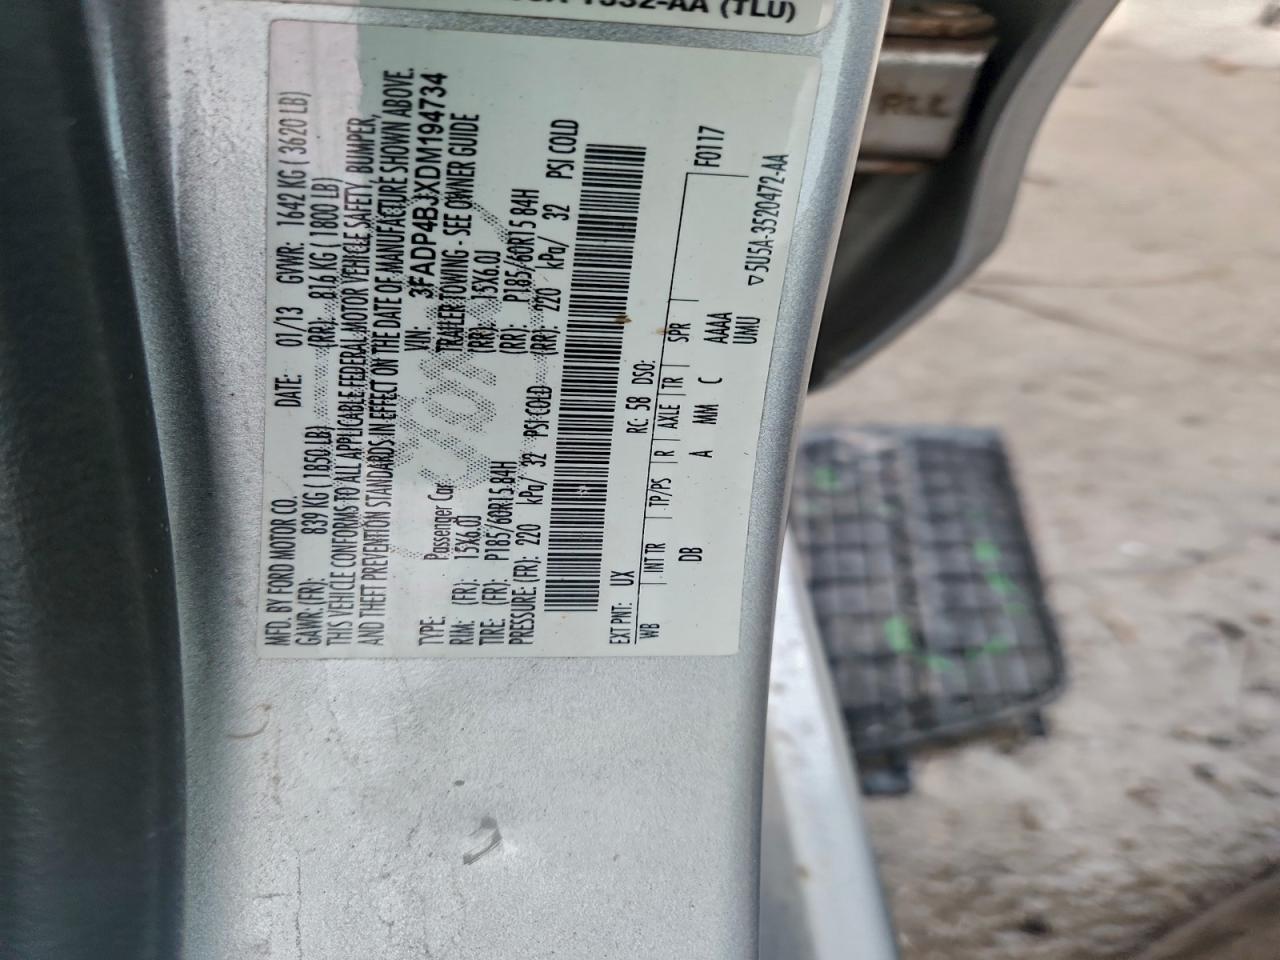 1532-AA (TLU)
MFD. BY FORD MOTOR CO. DATE: 01/13 GVWR: 1642 KG ( 3620 LB)
GAWR: (FR): 839 KG (1850 LB) (RR): 816 KG ( 1800 LB)
THIS VEHICLE CONFORMS TO ALL APPLICABLE FEDERAL MOTOR VEHICLE SAFETY, BUMPER,
AND THEFT PREVENTION STANDARDS IN EFFECT ON THE DATE OF MANUFACTURE SHOWN ABOVE.
VIN: 3FADP4BJXDM194734
TYPE: Passenger Car TRAILER TOWING - SEE OWNER GUIDE
RIM: (FR): 15X6.0J (RR): 15X6.0J
TIRE: (FR): P185/60R15 84H (RR): P185/60R15 84H
PRESSURE: (FR): 220 kPa/ 32 PSI COLD (RR): 220 kPa/ 32 PSI COLD
EXT PNT: UX RC: 58 DSO: F0117
WB INT TR TP/PS R AXLE TR SPR
DB A MM C AAAA
UMU
▽5U5A-3520472-AA